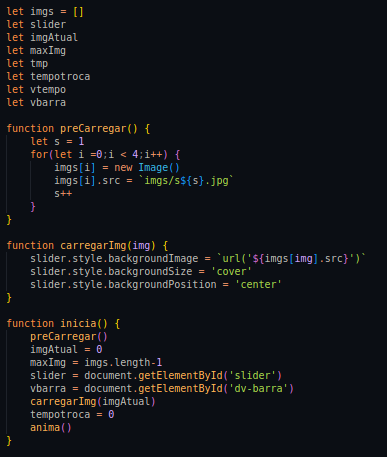 let imgs = []
let slider
let imgAtual
let maxImg
let tmp
let tempotroca
let vtempo
let vbarra
function preCarregar() {
let s = 1
for(let i =0;i < 4;i++) {
imgs[i] = new Image()
imgs[i].src = `imgs/s${s}.jpg`
s++
}
}
function carregarImg(img) {
slider.style.backgroundImage = `url('${imgs[img].src}')`
slider.style.backgroundSize = 'cover'
slider.style.backgroundPosition = 'center'
}
function inicia() {
preCarregar()
imgAtual = 0
maxImg = imgs.length-1
slider = document.getElementById('slider')
vbarra = document.getElementById('dv-barra')
carregarImg(imgAtual)
tempotroca = 0
anima()
}